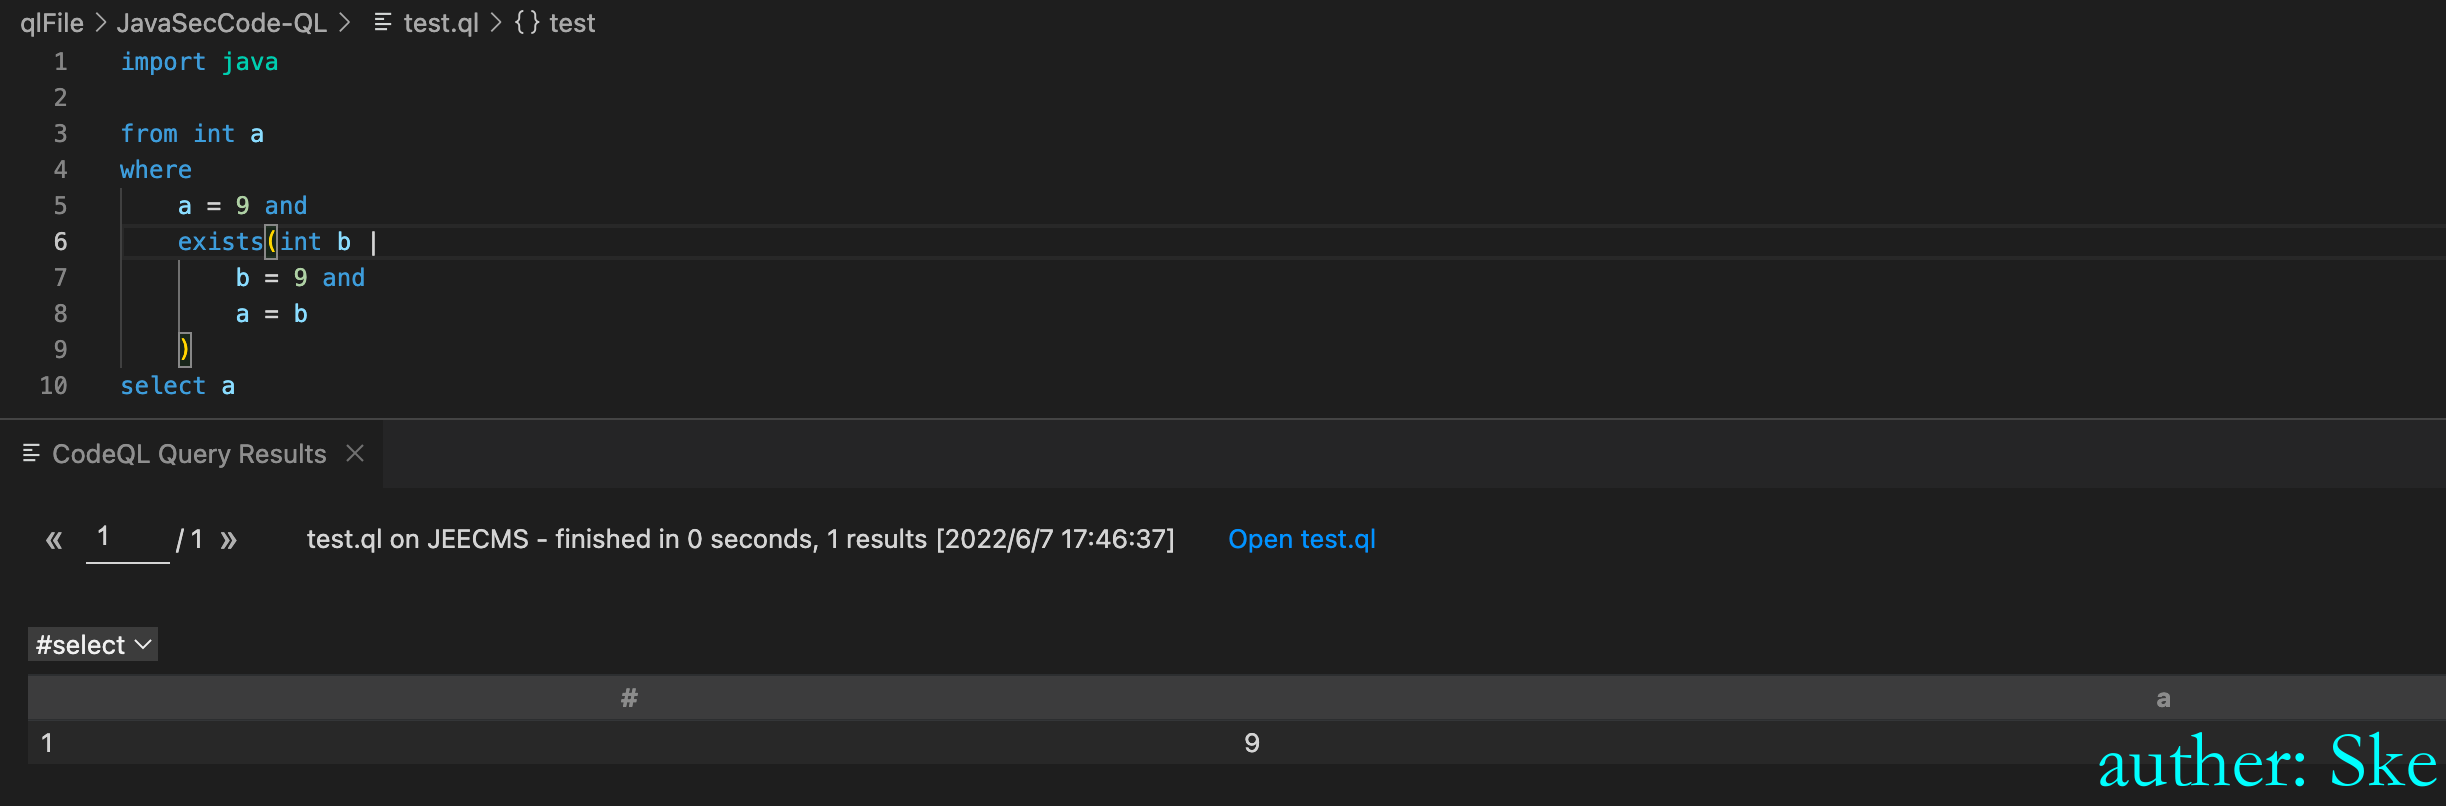 qlFile > JavaSecCode-QL > test.ql > {} test
1 import java
2
3 from int a
4 where
5 a = 9 and
6 exists(int b |
7 b = 9 and
8 a = b
9 )
10 select a
CodeQL Query Results
« 1 / 1 » test.ql on JEECMS - finished in 0 seconds, 1 results [2022/6/7 17:46:37] Open test.ql
#select
# a
1 9
auther: Ske